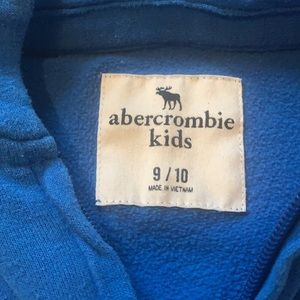 abercrombie
kids
9 / 10
MADE IN VIETNAM